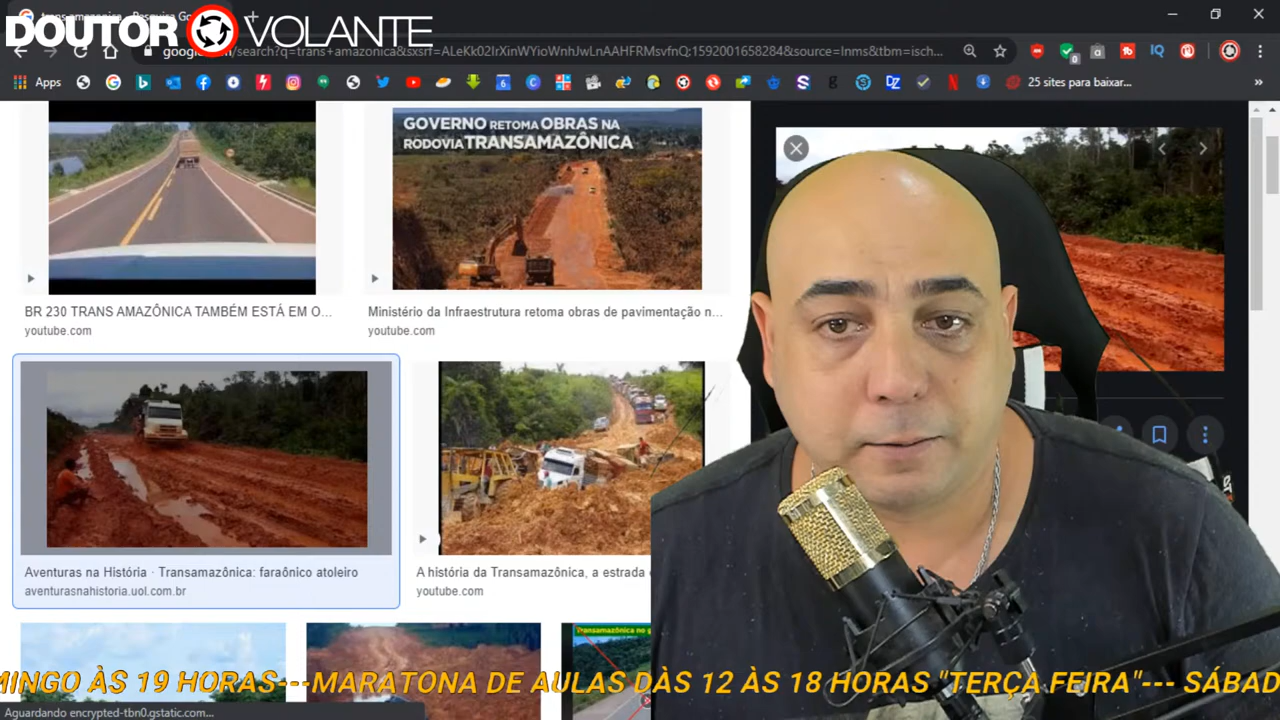 DOUTOR VOLANTE
google.
/search?q=trans+amazonica&sxsrf=ALeKk02IrXinWYioWnhJwLnAAHFRMsvfnQ:1592001658284&source=lnms&tbm=isch...
Apps
25 sites para baixar...
GOVERNO RETOMA OBRAS NA
RODOVIA TRANSAMAZÔNICA
BR 230 TRANS AMAZÔNICA TAMBÉM ESTÁ EM O...
youtube.com
Ministério da Infraestrutura retoma obras de pavimentação n...
youtube.com
Aventuras na História · Transamazônica: faraônico atoleiro
aventurasnahistoria.uol.com.br
A história da Transamazônica, a estrada
youtube.com
Transamazônica no g
MINGO ÀS 19 HORAS---MARATONA DE AULAS DÀS 12 ÀS 18 HORAS "TERÇA FEIRA"--- SÁBAD
Aguardando encrypted-tbn0.gstatic.com...